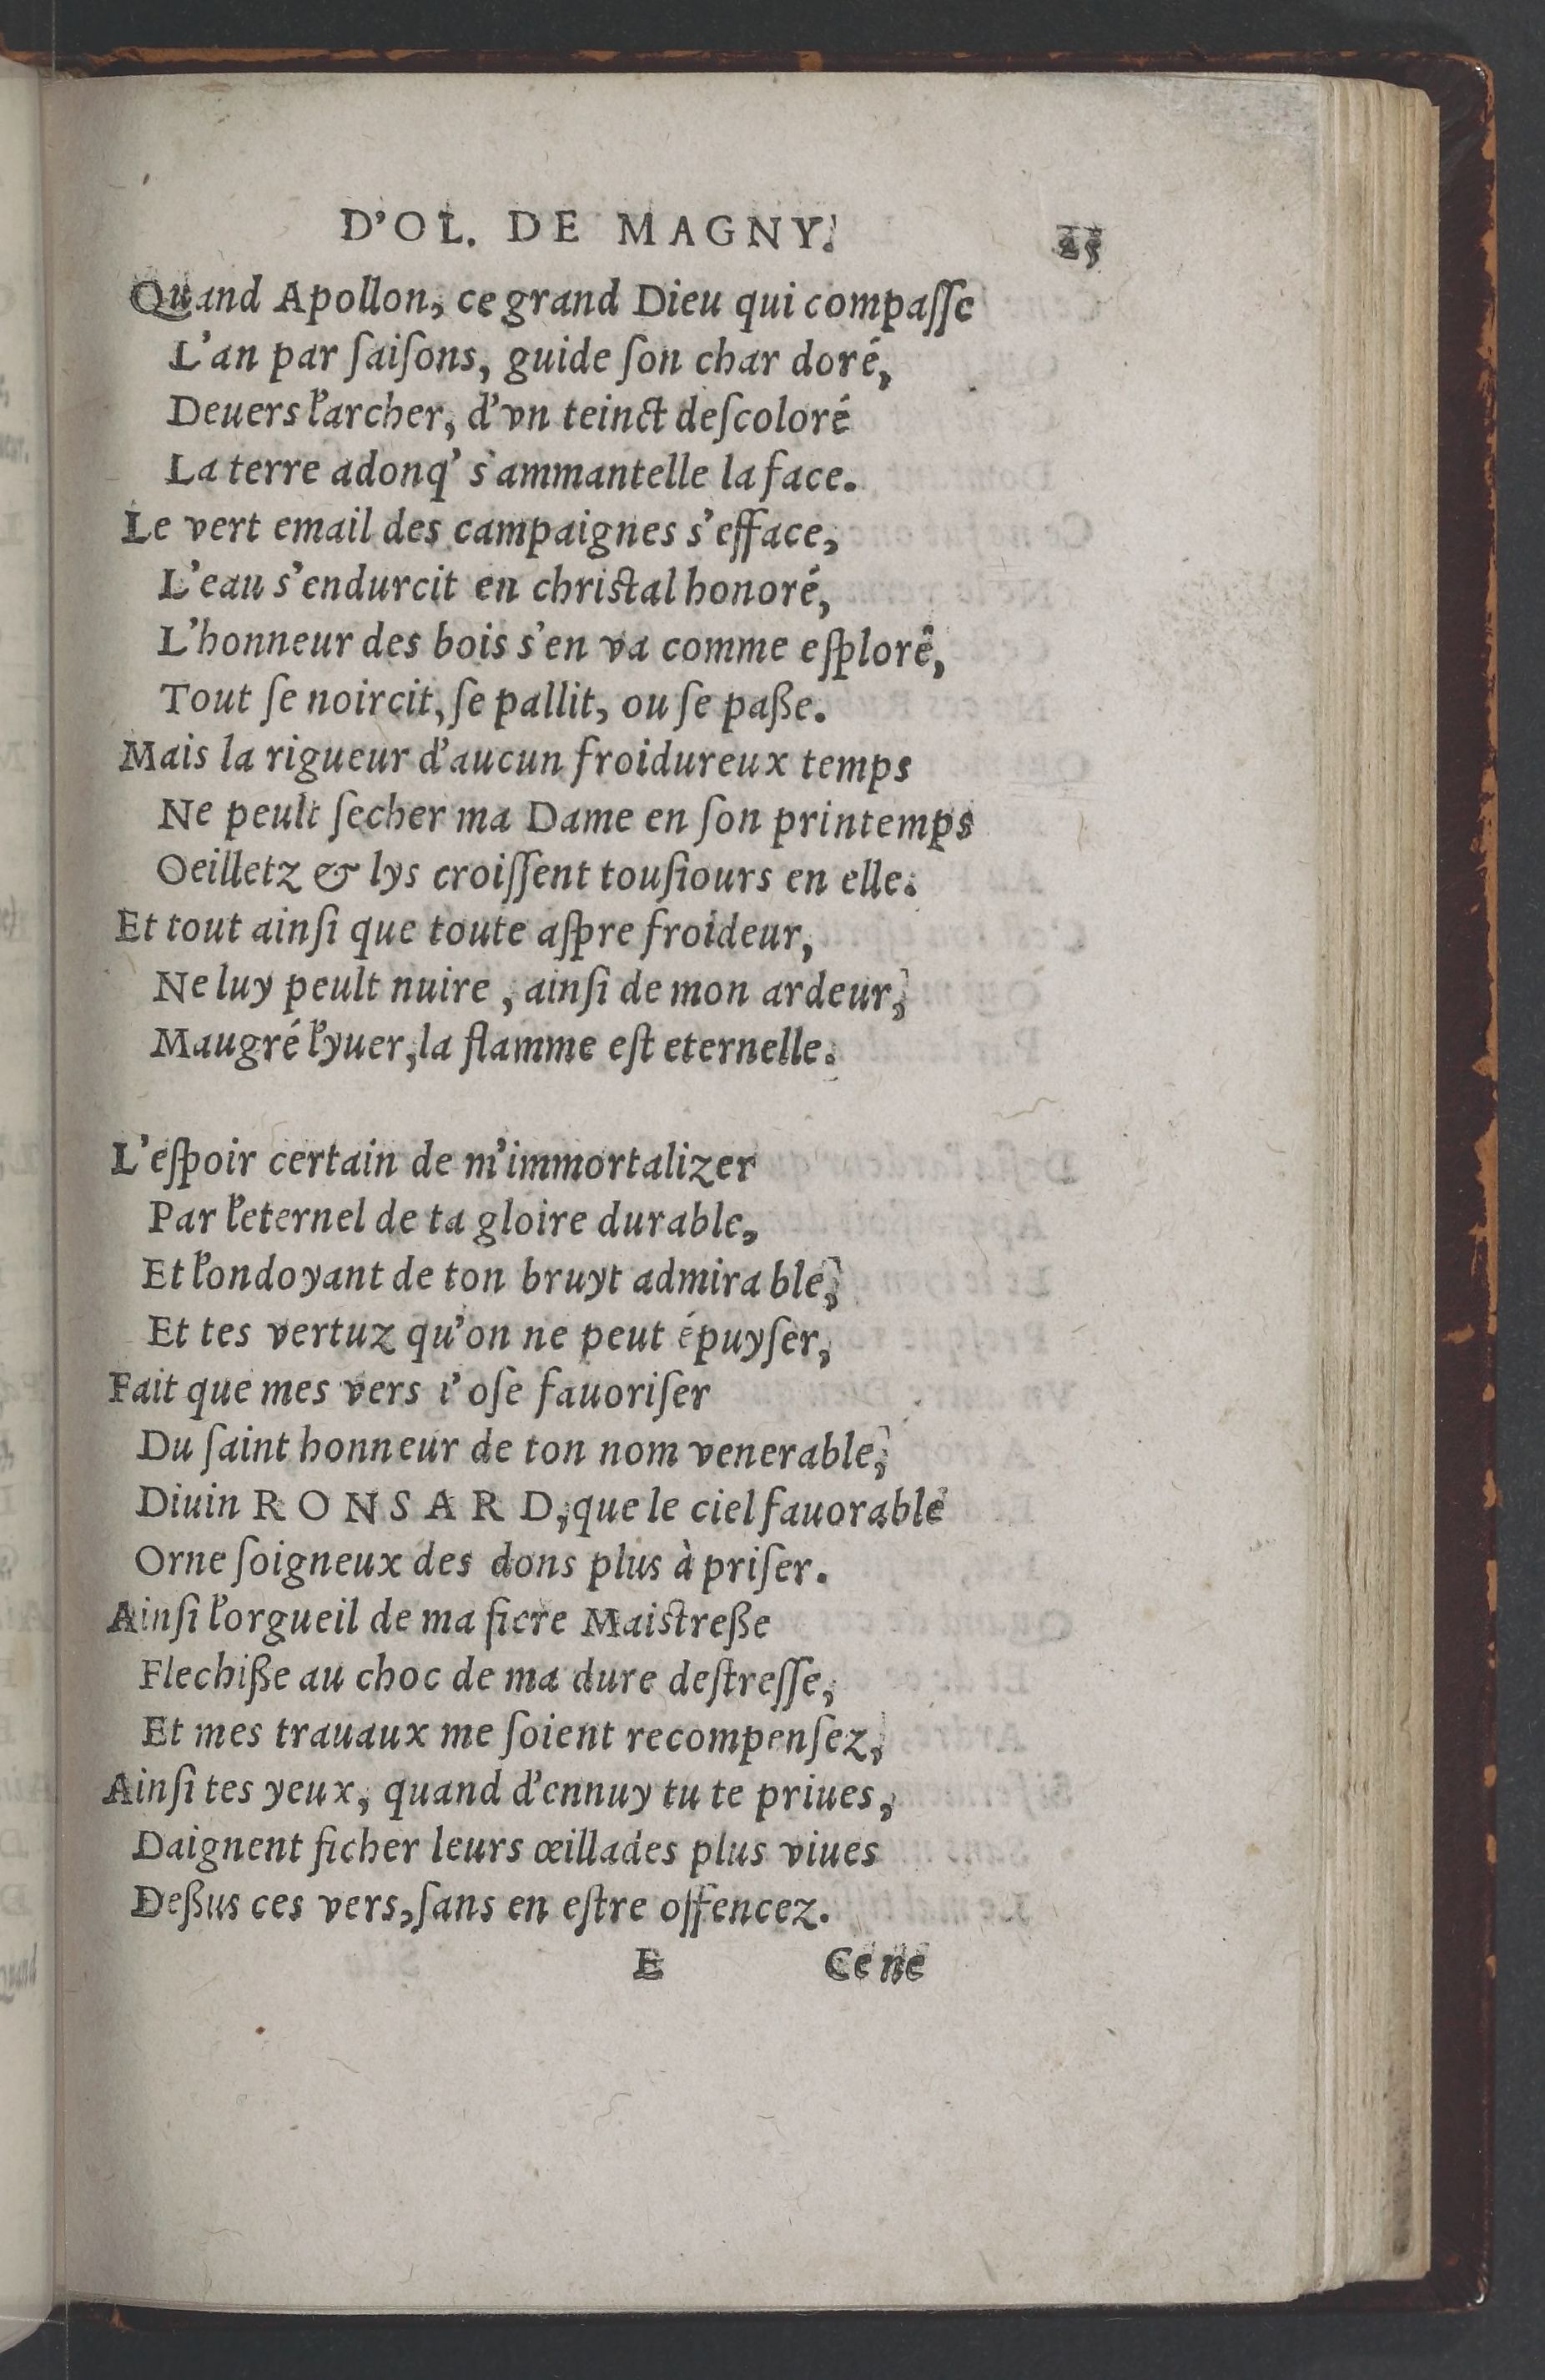 D'OL. DE MAGNY.
25
Quand Apollon, ce grand Dieu qui compaſſe
L'an par ſaiſons, guide ſon char doré,
Deuers l'archer, d'vn teinct deſcoloré
La terre adonq' s'ammantelle la face.
Le vert email des campaignes s'efface,
L'eau s'endurcit en chriſtal honoré,
L'honneur des bois s'en va comme eſploré,
Tout ſe noircit, ſe pallit, ou ſe paße.
Mais la rigueur d'aucun froidureux temps
Ne peult ſecher ma Dame en ſon printemps
Oeilletz & lys croiſſent touſiours en elle.
Et tout ainſi que toute aſpre froideur,
Ne luy peult nuire, ainſi de mon ardeur,
Maugré l'yuer, la flamme eſt eternelle.
L'eſpoir certain de m'immortalizer
Par l'eternel de ta gloire durable,
Et l'ondoyant de ton bruyt admirable,
Et tes vertuz qu'on ne peut épuyſer,
Fait que mes vers i'oſe fauoriſer
Du ſaint honneur de ton nom venerable,
Diuin RONSARD, que le ciel fauorable
Orne ſoigneux des dons plus à priſer.
Ainſi l'orgueil de ma fiere Maiſtreße
Flechiße au choc de ma dure deſtreſſe,
Et mes trauaux me ſoient recompenſez,
Ainſi tes yeux, quand d'ennuy tu te priues,
Daignent ficher leurs œillades plus viues
Deßus ces vers, ſans en eſtre offencez.
E Ce ne